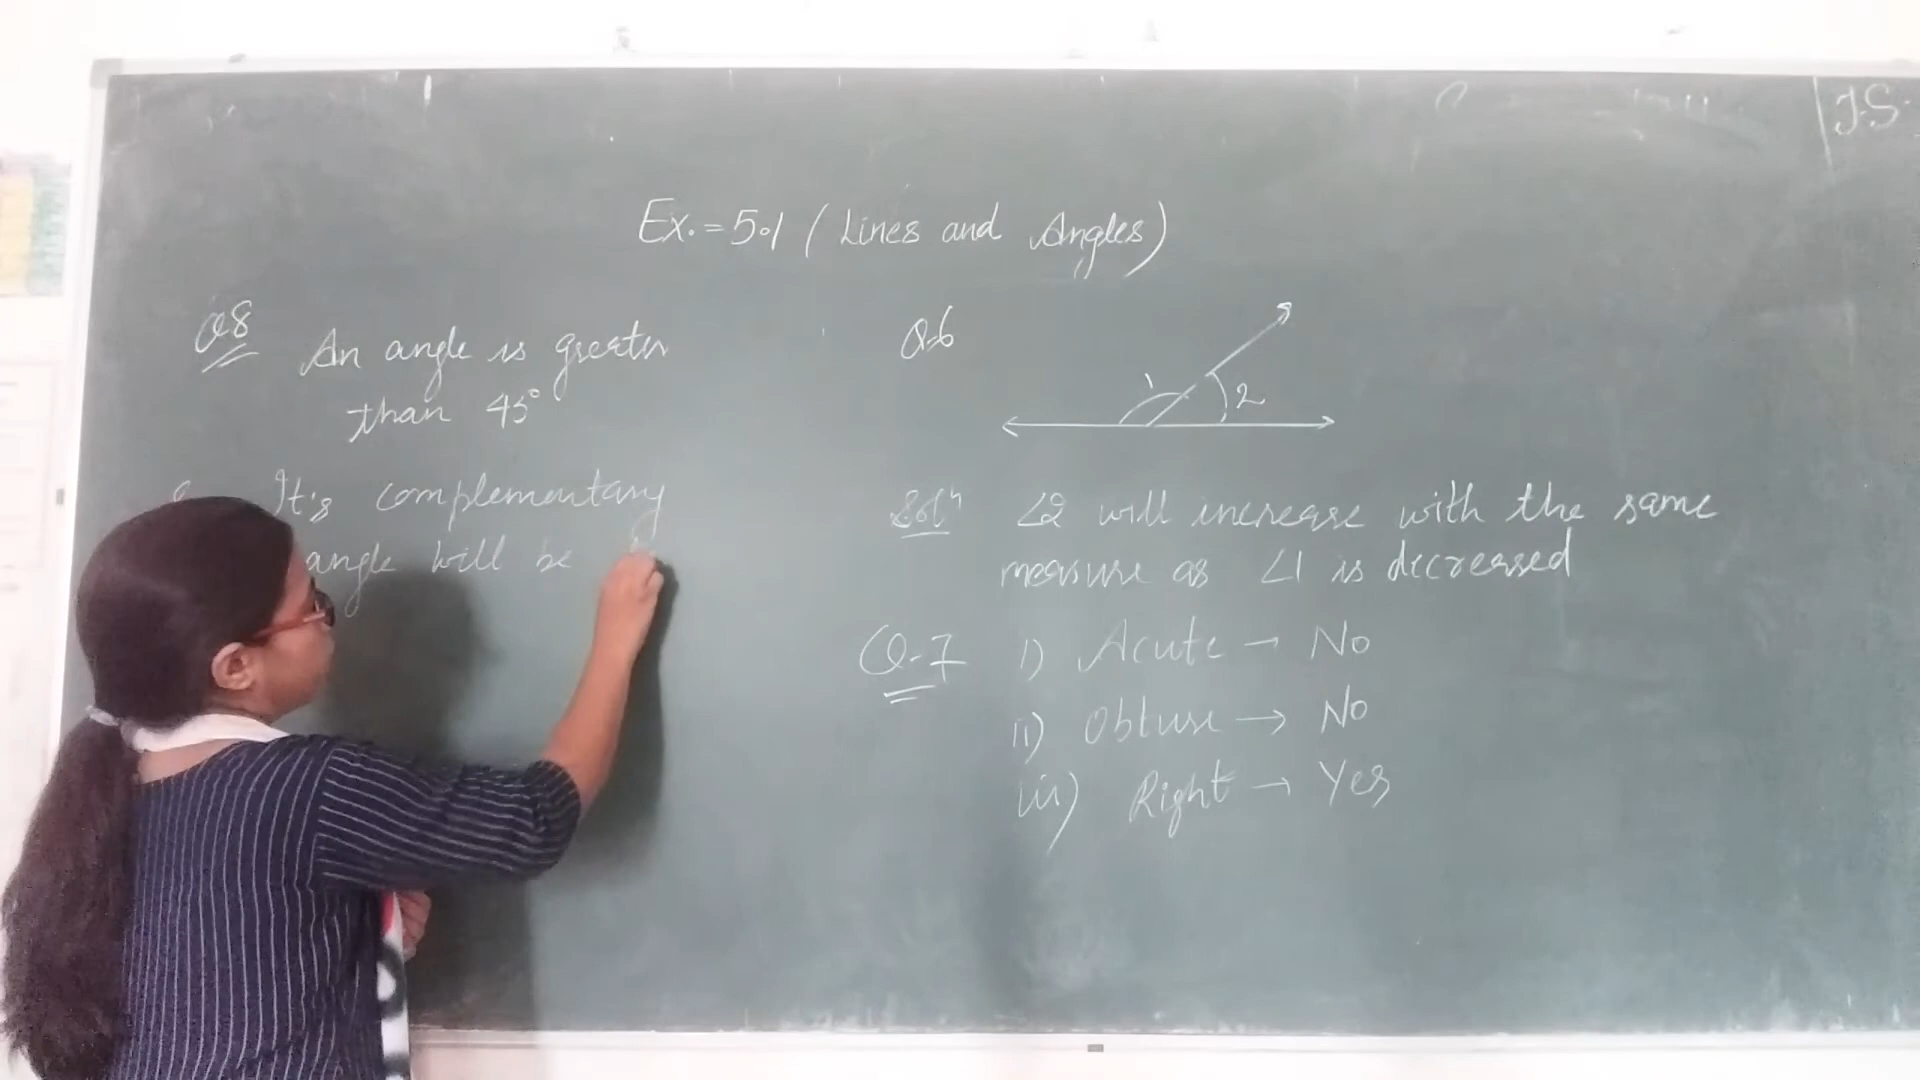 J.S.
Ex. = 5.1 (Lines and Angles)
Q8
An angle is greater
than 45°
It's complementary
angle will be
Q.6
1
2
Solⁿ ∠2 will increase with the same
measure as ∠1 is decreased
Q.7 i) Acute → No
ii) Obtuse → No
iii) Right → Yes